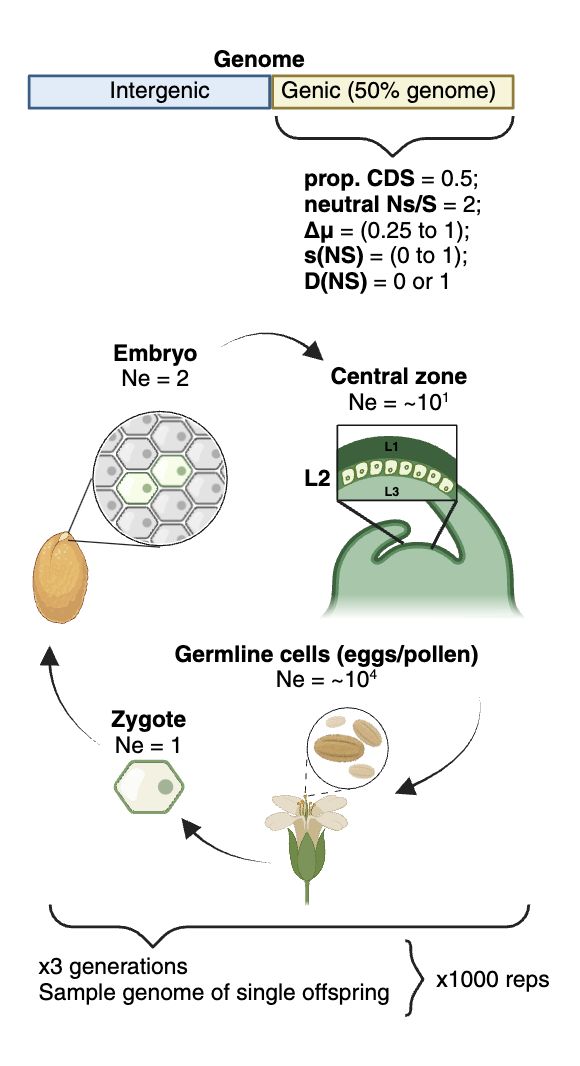 Genome
Intergenic
Genic (50% genome)
prop. CDS = 0.5;
neutral Ns/S = 2;
Δμ = (0.25 to 1);
s(NS) = (0 to 1);
D(NS) = 0 or 1
Embryo
Ne = 2
Central zone
Ne = ~10¹
L1
L2
L3
Germline cells (eggs/pollen)
Ne = ~10⁴
Zygote
Ne = 1
x3 generations
Sample genome of single offspring
x1000 reps